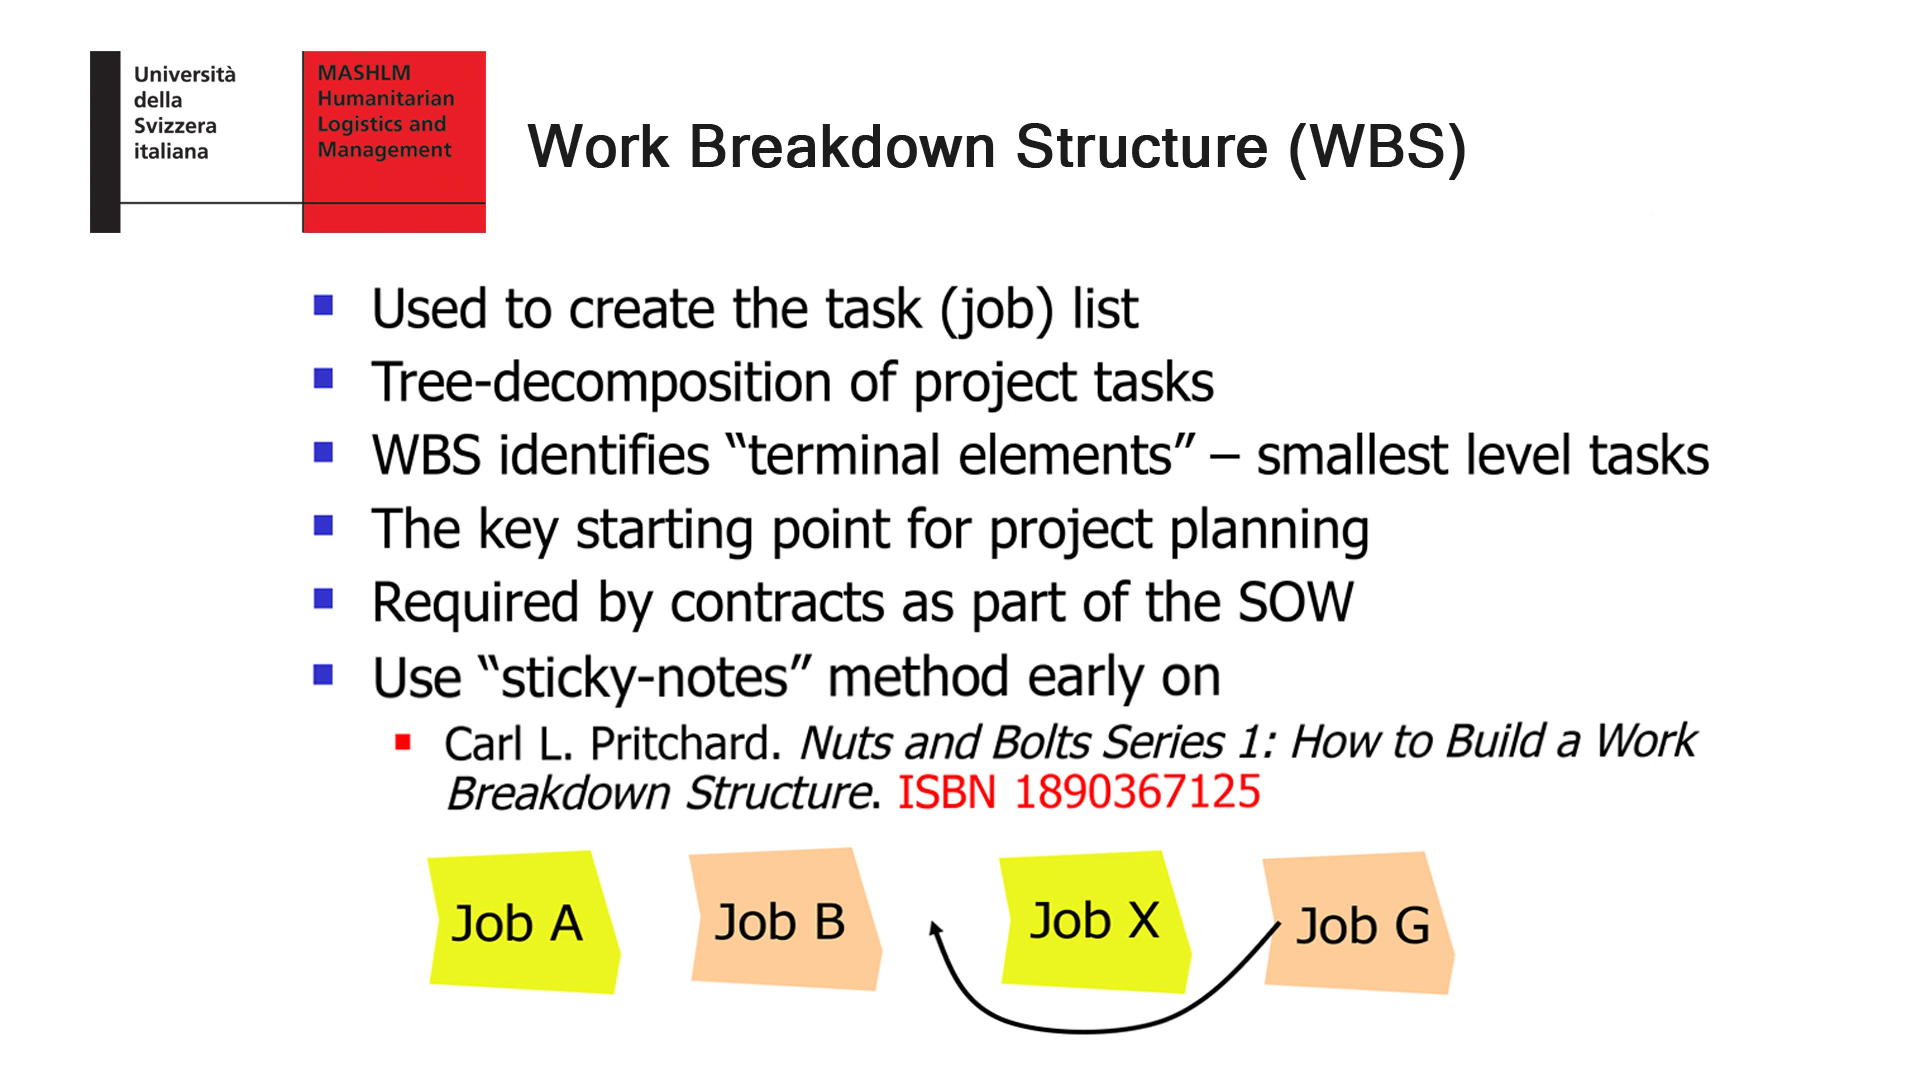 Università
della
Svizzera
italiana
MASHLM
Humanitarian
Logistics and
Management
Work Breakdown Structure (WBS)
Used to create the task (job) list
Tree-decomposition of project tasks
WBS identifies “terminal elements” – smallest level tasks
The key starting point for project planning
Required by contracts as part of the SOW
Use “sticky-notes” method early on
Carl L. Pritchard. Nuts and Bolts Series 1: How to Build a Work
Breakdown Structure. ISBN 1890367125
Job A
Job B
Job X
Job G